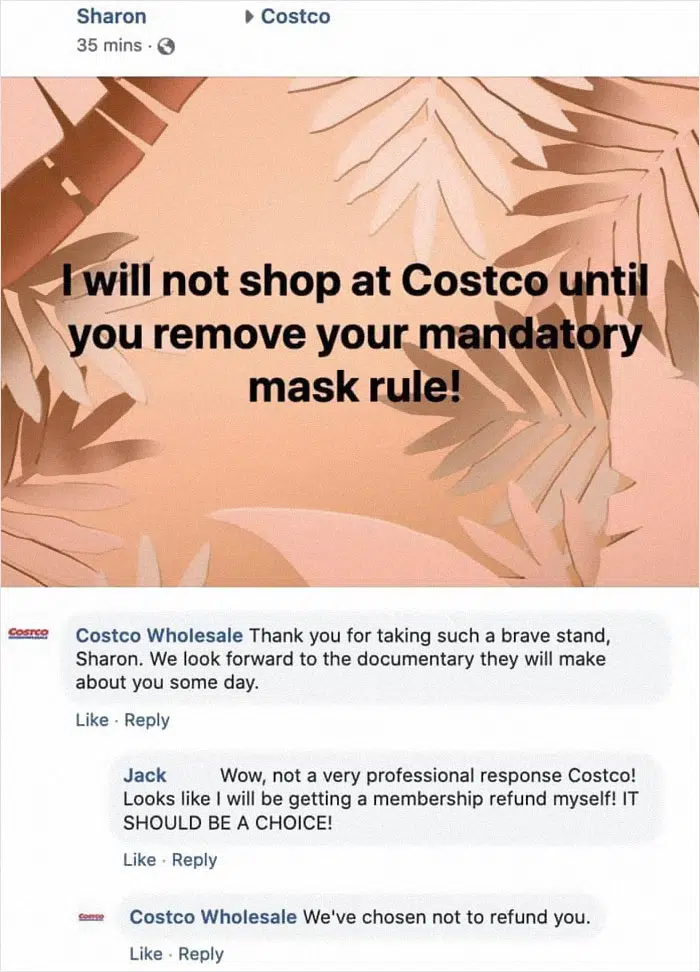 Sharon Costco
35 mins ·
I will not shop at Costco until
you remove your mandatory
mask rule!
COSTCO
Costco Wholesale Thank you for taking such a brave stand,
Sharon. We look forward to the documentary they will make
about you some day.
Like · Reply
Jack Wow, not a very professional response Costco!
Looks like I will be getting a membership refund myself! IT
SHOULD BE A CHOICE!
Like · Reply
Costco
Costco Wholesale We've chosen not to refund you.
Like · Reply